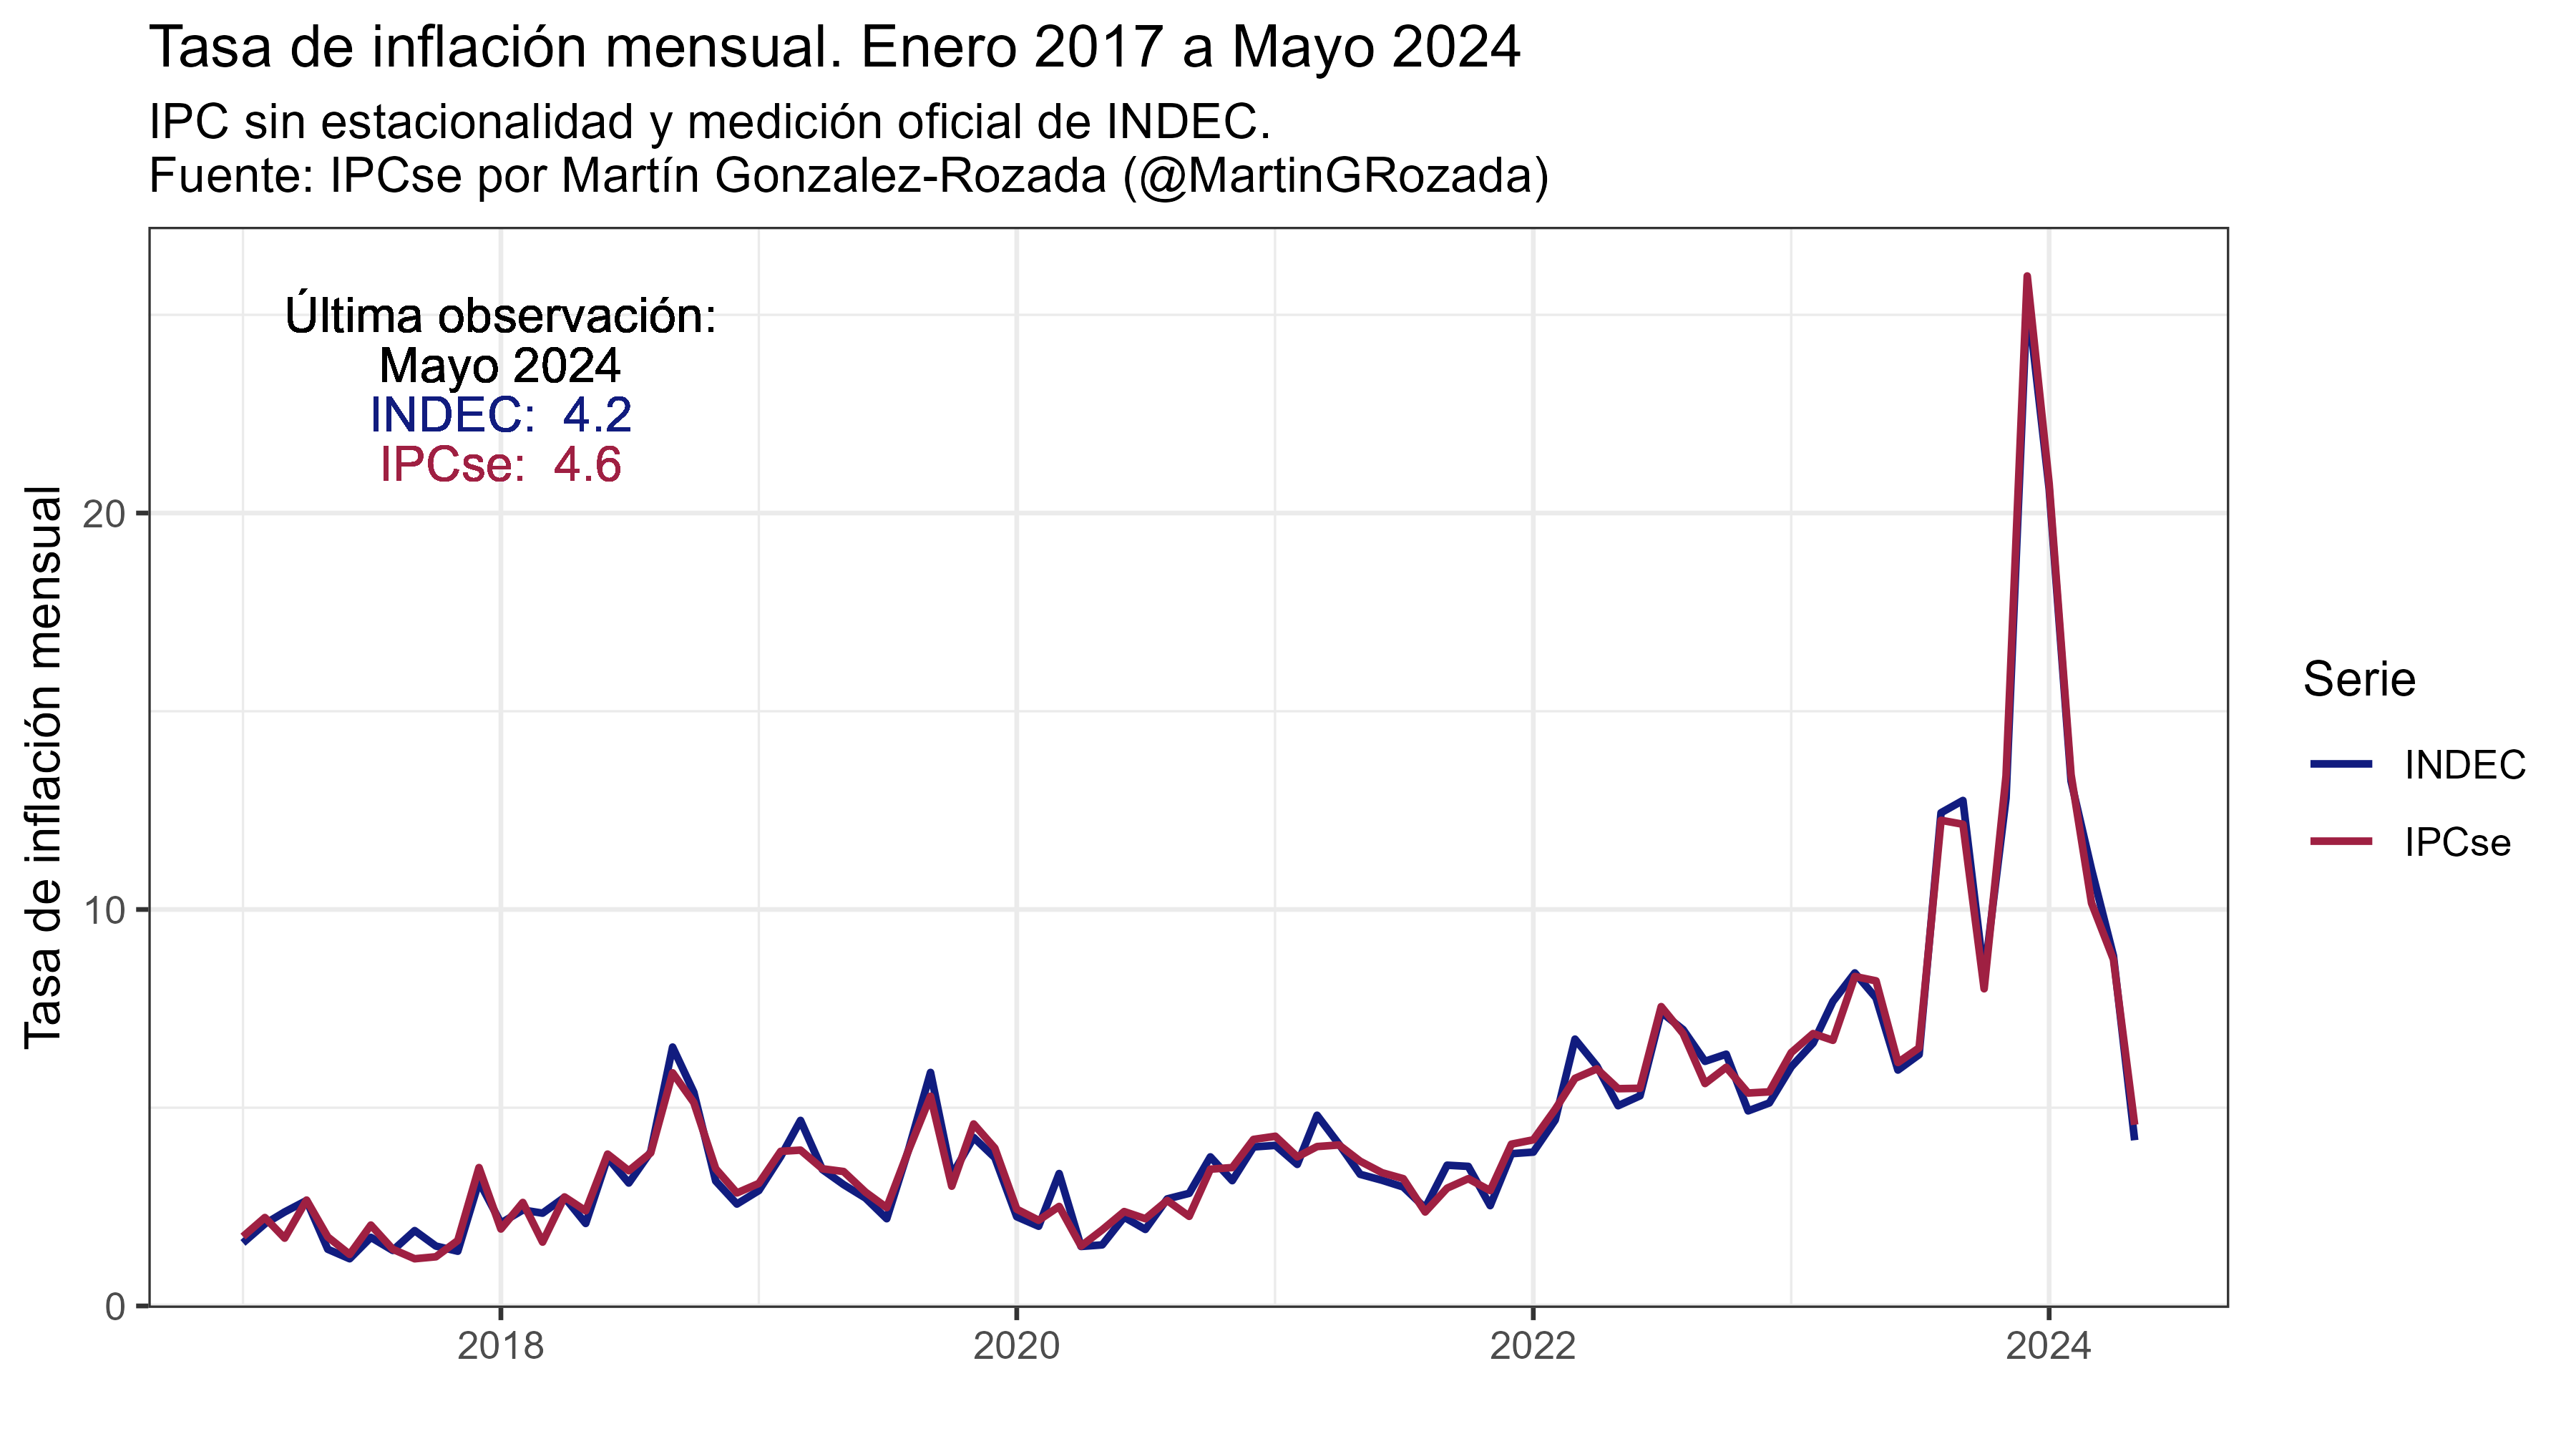 Tasa de inflación mensual. Enero 2017 a Mayo 2024
IPC sin estacionalidad y medición oficial de INDEC.
Fuente: IPCse por Martín Gonzalez-Rozada (@MartinGRozada)
Última observación:
Mayo 2024
INDEC:  4.2
IPCse:  4.6
Tasa de inflación mensual
20
10
0
2018
2020
2022
2024
Serie
INDEC
IPCse